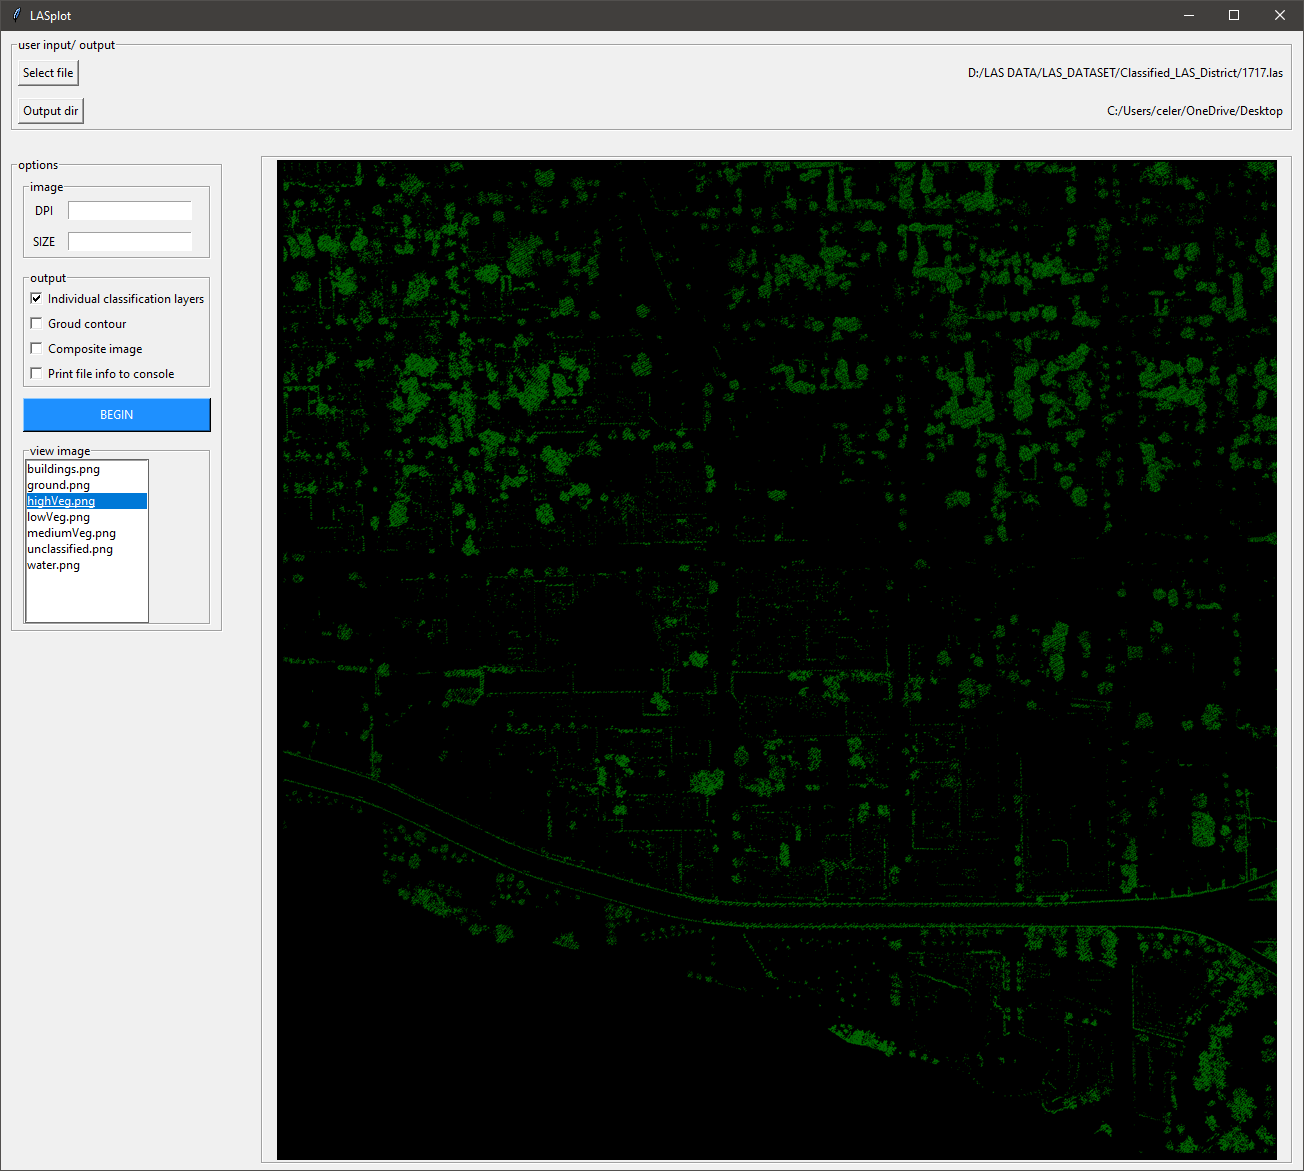 LASplot
user input/ output
Select file
D:/LAS DATA/LAS_DATASET/Classified_LAS_District/1717.las
Output dir
C:/Users/celer/OneDrive/Desktop
options
image
DPI
SIZE
output
Individual classification layers
Groud contour
Composite image
Print file info to console
BEGIN
view image
buildings.png
ground.png
highVeg.png
lowVeg.png
mediumVeg.png
unclassified.png
water.png